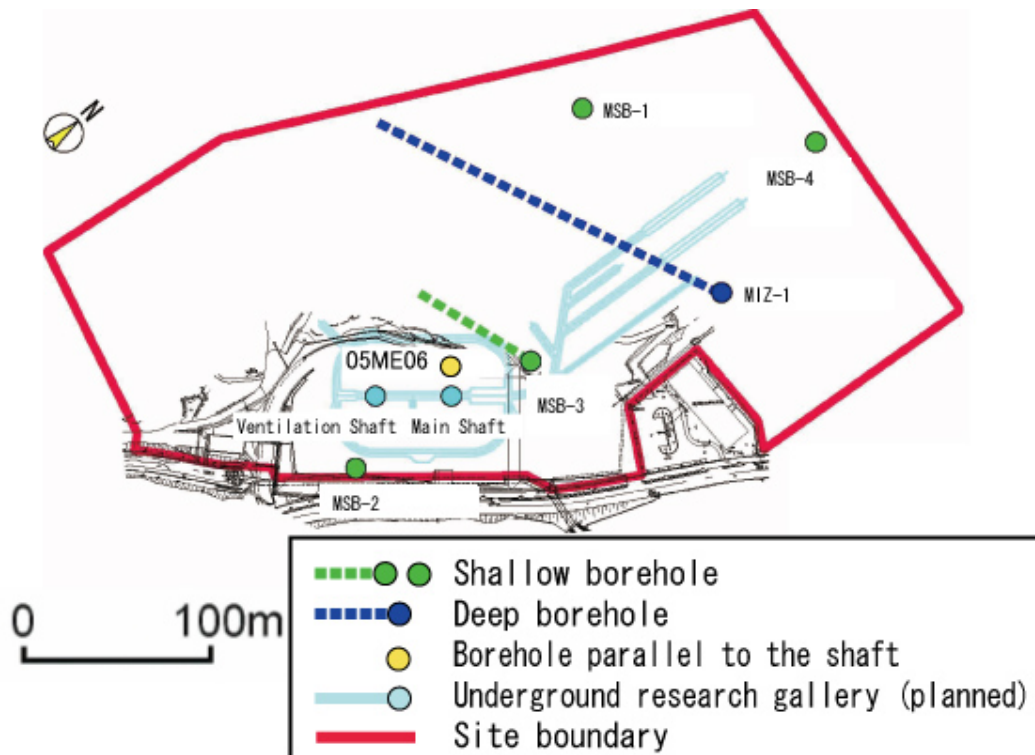 N
MSB-1
MSB-4
MIZ-1
05ME06
MSB-3
Ventilation Shaft Main Shaft
MSB-2
0 100m
Shallow borehole
Deep borehole
Borehole parallel to the shaft
Underground research gallery (planned)
Site boundary